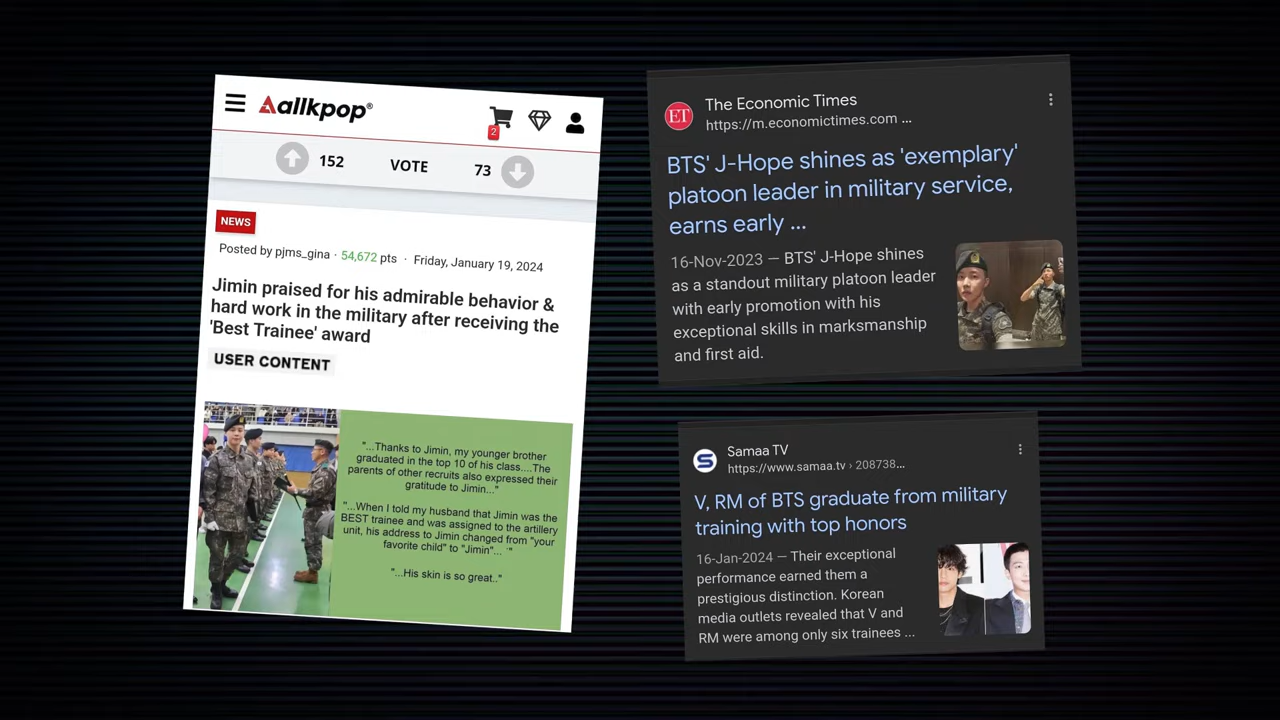 allkpop®
2
152 VOTE 73
NEWS
Posted by pjms_gina · 54,672 pts · Friday, January 19, 2024
Jimin praised for his admirable behavior &
hard work in the military after receiving the
'Best Trainee' award
USER CONTENT
"...Thanks to Jimin, my younger brother
graduated in the top 10 of his class....The
parents of other recruits also expressed their
gratitude to Jimin..."
"...When I told my husband that Jimin was the
BEST trainee and was assigned to the artillery
unit, his address to Jimin changed from "your
favorite child" to "Jimin"... ´"
"...His skin is so great.."
ET
The Economic Times
https://m.economictimes.com ...
BTS' J-Hope shines as 'exemplary'
platoon leader in military service,
earns early ...
16-Nov-2023 — BTS' J-Hope shines
as a standout military platoon leader
with early promotion with his
exceptional skills in marksmanship
and first aid.
S
Samaa TV
https://www.samaa.tv › 208738...
V, RM of BTS graduate from military
training with top honors
16-Jan-2024 — Their exceptional
performance earned them a
prestigious distinction. Korean
media outlets revealed that V and
RM were among only six trainees ...